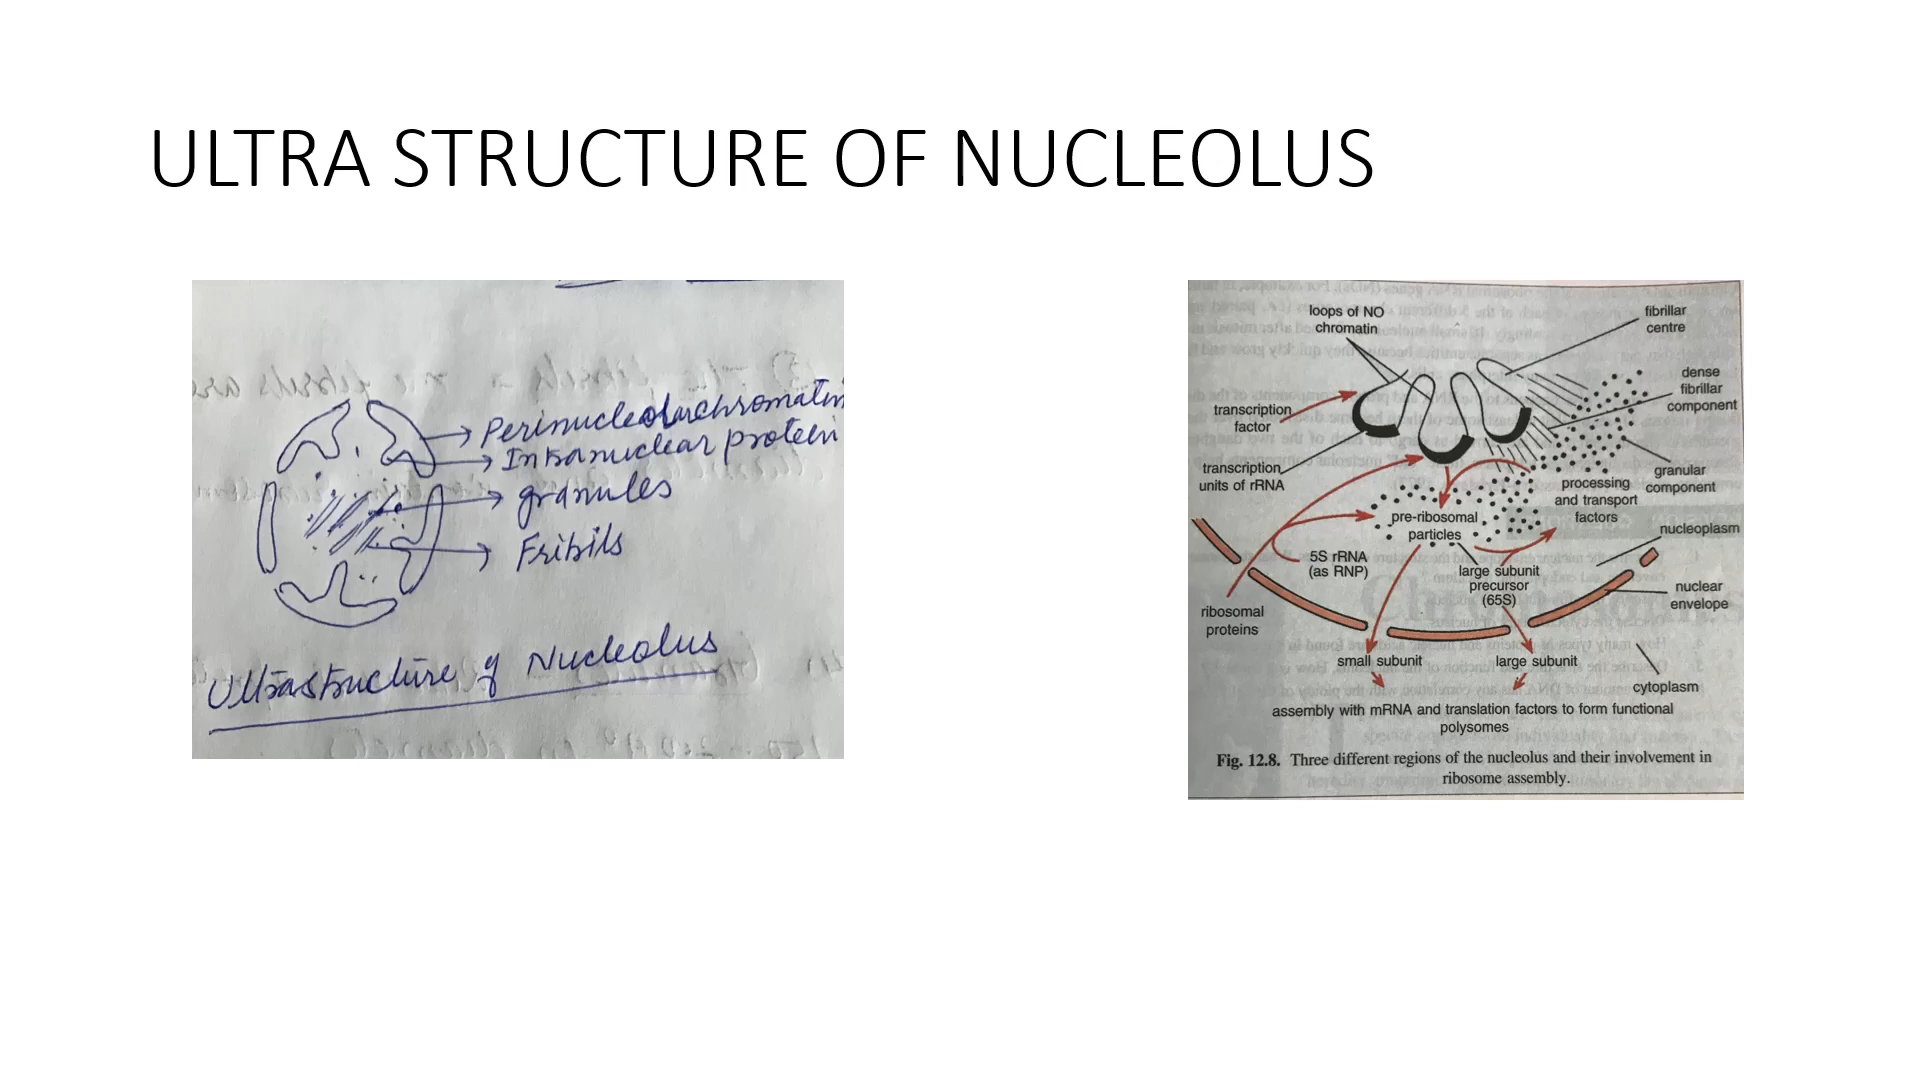 ULTRA STRUCTURE OF NUCLEOLUS
Perinucleolarchromatin
Intranuclear protein
granules
Fribils
Ultrastructure of Nucleolus
loops of NO
chromatin
fibrillar
centre
dense
fibrillar
component
transcription
factor
transcription
units of rRNA
granular
component
processing
and transport
factors
pre-ribosomal
particles
nucleoplasm
5S rRNA
(as RNP)
large subunit
precursor
(65S)
nuclear
envelope
ribosomal
proteins
small subunit
large subunit
cytoplasm
assembly with mRNA and translation factors to form functional
polysomes
Fig. 12.8. Three different regions of the nucleolus and their involvement in
ribosome assembly.